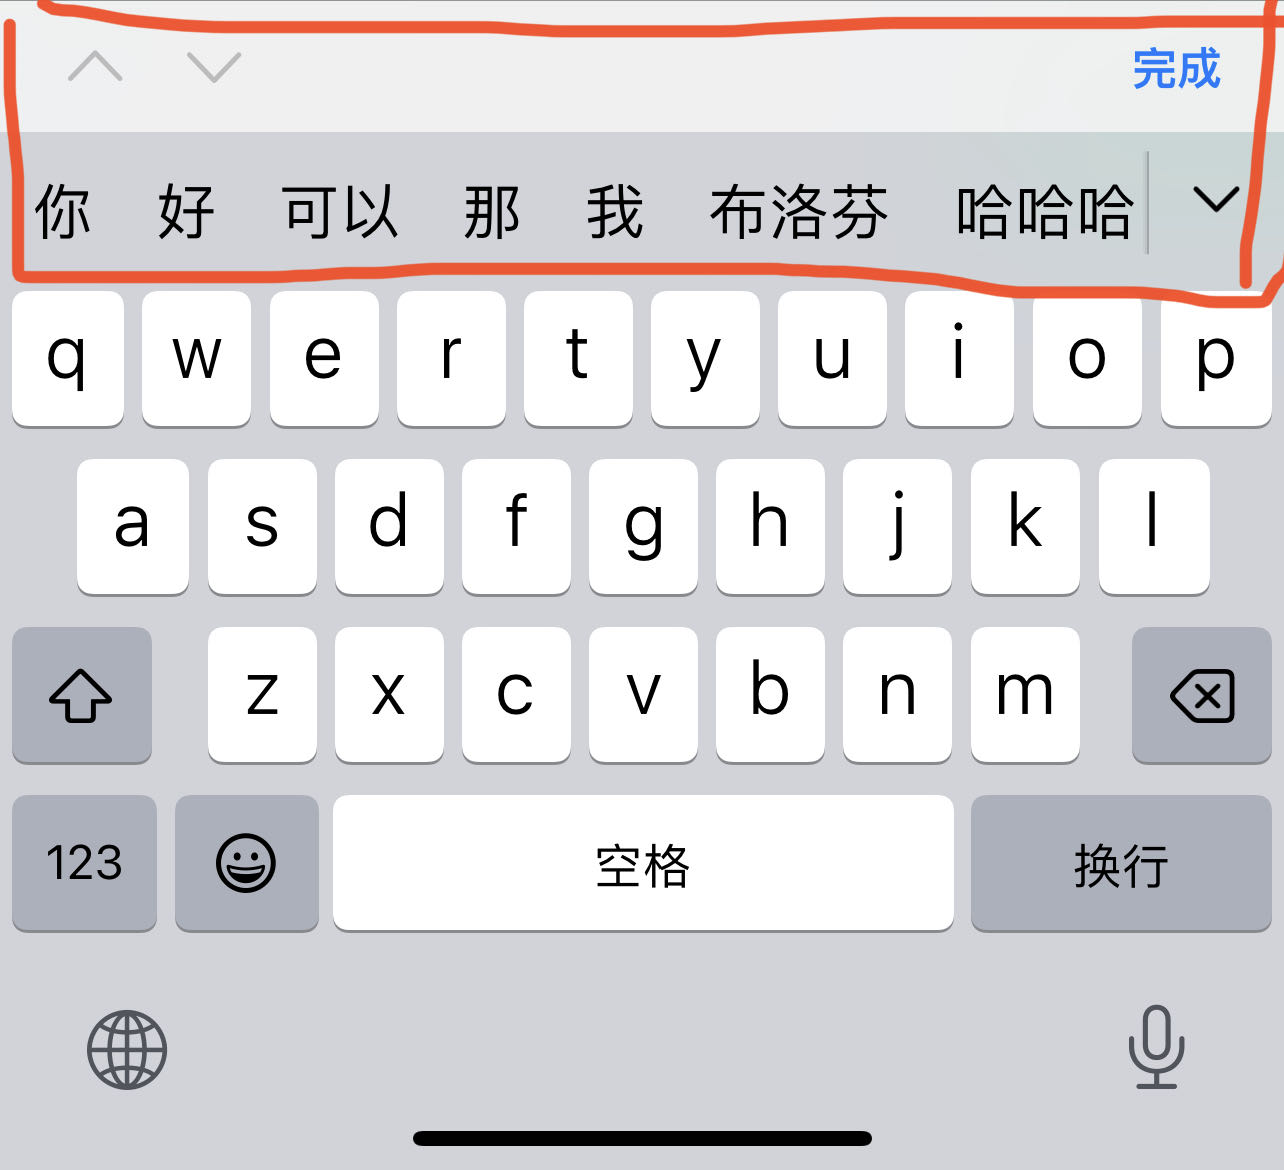 完成
你 好 可以 那 我 布洛芬 哈哈哈
q w e r t y u i o p
a s d f g h j k l
z x c v b n m
123 空格 换行